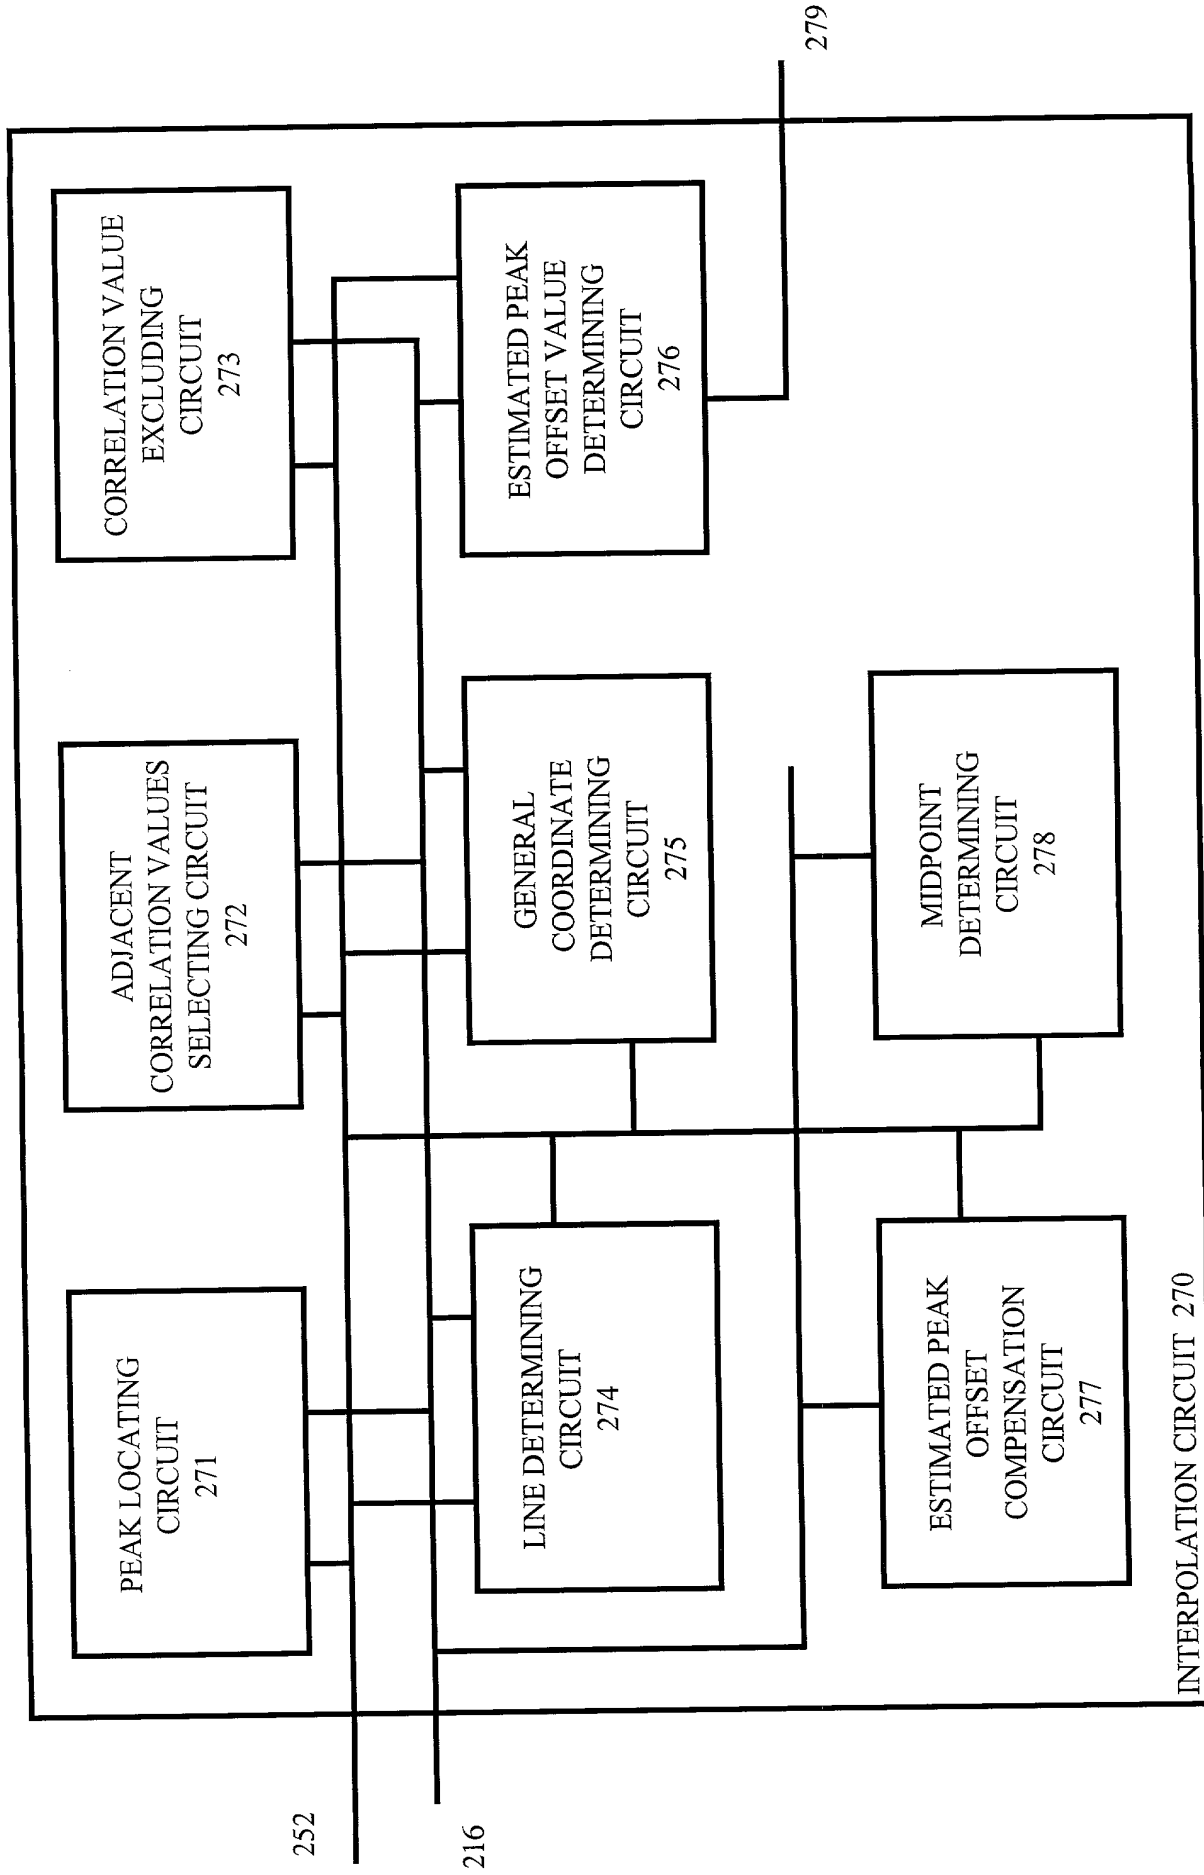 PEAK LOCATING
CIRCUIT
271
ADJACENT
CORRELATION VALUES
SELECTING CIRCUIT
272
CORRELATION VALUE
EXCLUDING
CIRCUIT
273
252
216
LINE DETERMINING
CIRCUIT
274
GENERAL
COORDINATE
DETERMINING
CIRCUIT
275
ESTIMATED PEAK
OFFSET VALUE
DETERMINING
CIRCUIT
276
279
ESTIMATED PEAK
OFFSET
COMPENSATION
CIRCUIT
277
MIDPOINT
DETERMINING
CIRCUIT
278
INTERPOLATION CIRCUIT 270